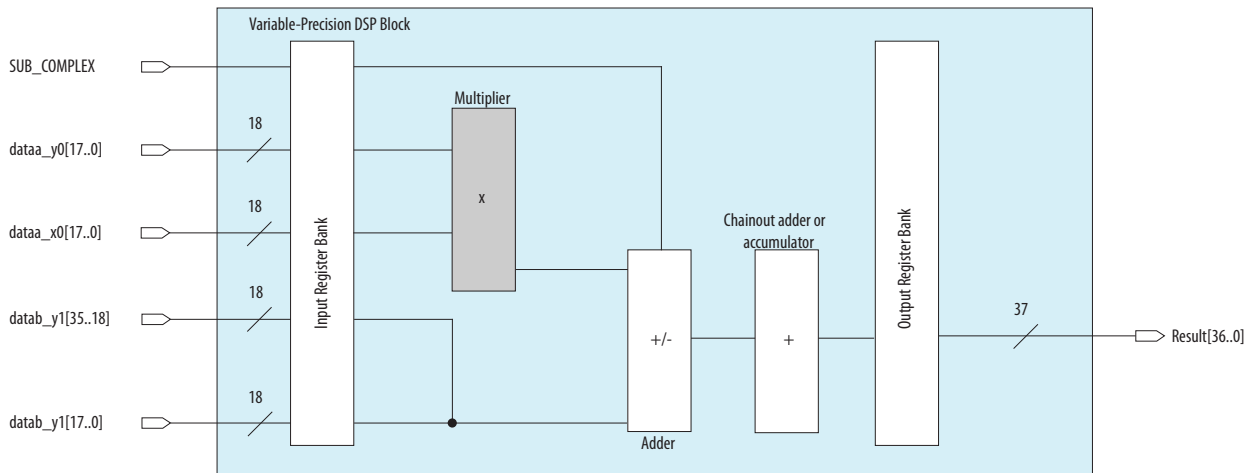 Variable-Precision DSP Block
SUB_COMPLEX
Multiplier
18
dataa_y0[17..0]
x
18
dataa_x0[17..0]
Input Register Bank
Chainout adder or
accumulator
Output Register Bank
18
datab_y1[35..18]
37
+/-
+
Result[36..0]
18
datab_y1[17..0]
Adder